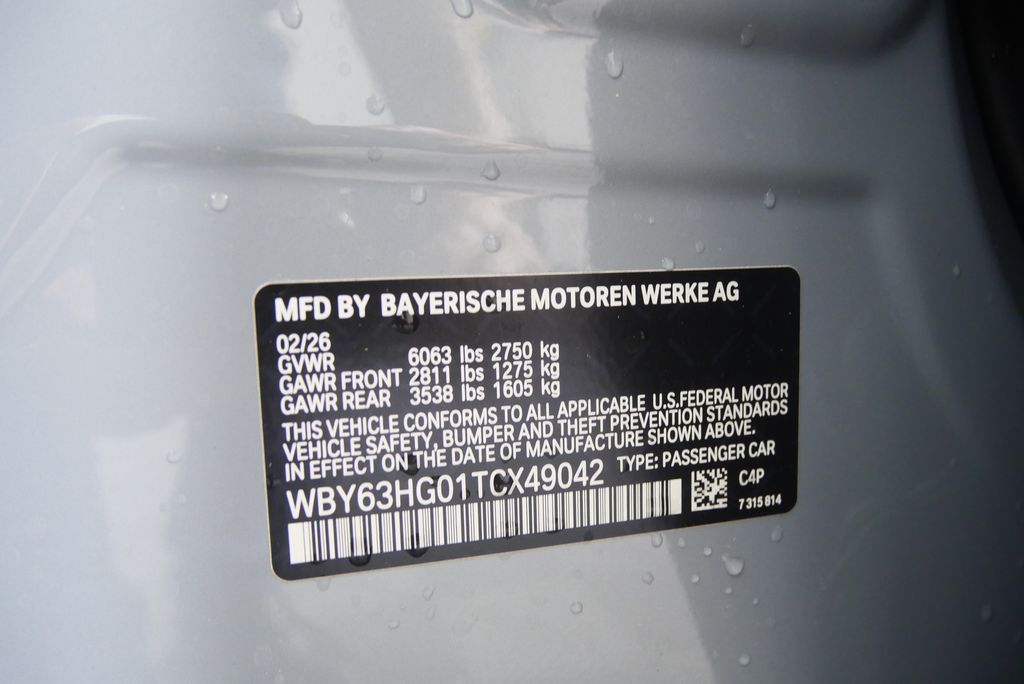 MFD BY BAYERISCHE MOTOREN WERKE AG
02/26
GVWR 6063 lbs 2750 kg
GAWR FRONT 2811 lbs 1275 kg
GAWR REAR 3538 lbs 1605 kg
THIS VEHICLE CONFORMS TO ALL APPLICABLE U.S.FEDERAL MOTOR
VEHICLE SAFETY, BUMPER AND THEFT PREVENTION STANDARDS
IN EFFECT ON THE DATE OF MANUFACTURE SHOWN ABOVE.
WBY63HG01TCX49042 TYPE: PASSENGER CAR
C4P
7 315 814